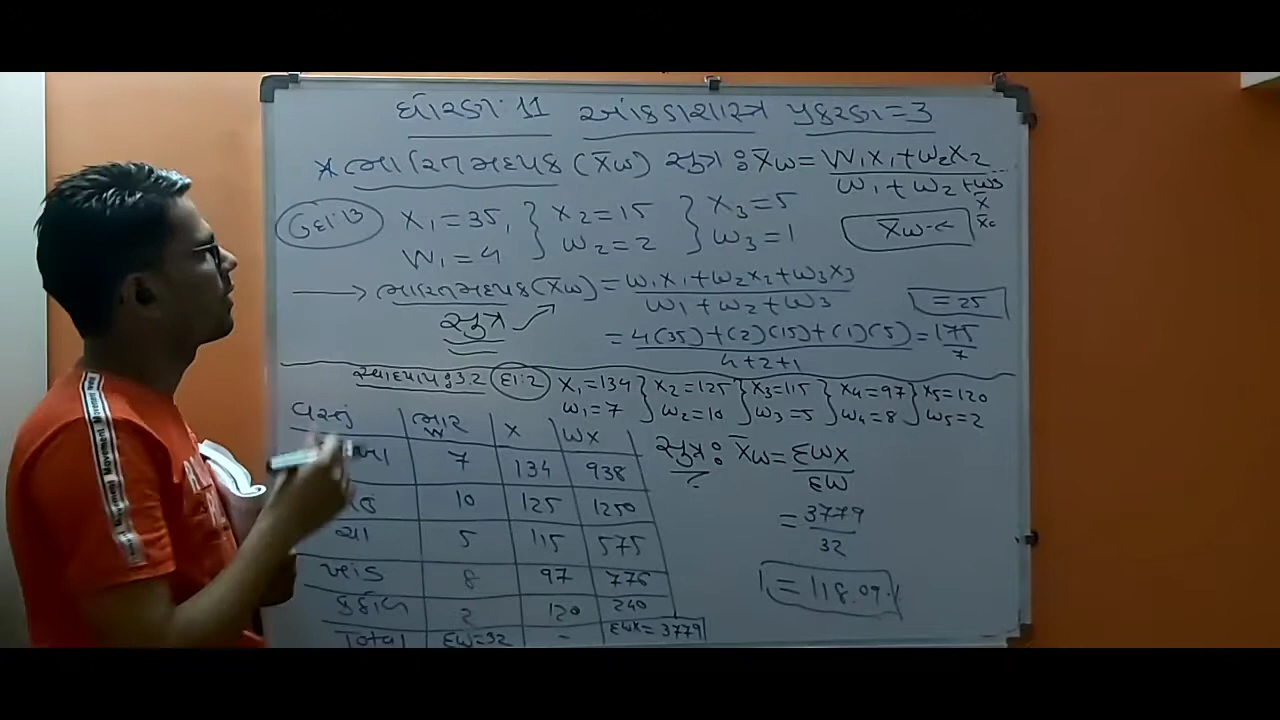 ધોરણ:11 આંકડાશાસ્ત્ર પ્રકરણ=3
* ભારિત મધ્યક (x̄w) સુત્ર: x̄w = W₁x₁+w₂x₂ / w₁+w₂+w₃
ઉદા:13 x₁=35, w₁=4 } x₂=15 w₂=2 } x₃=5 w₃=1
x̄w <
→ ભારિત મધ્યક (x̄w) = w₁x₁+w₂x₂+w₃x₃ / w₁+w₂+w₃
સુત્ર
= 4(35)+(2)(15)+(1)(5) / 4+2+1 = 175/7
= 25
સ્વાધ્યાય:3.2 દા:2 x₁=134 w₁=7 } x₂=125 w₂=10 } x₃=115 w₃=5 } x₄=97 w₄=8 } x₅=120 w₅=2
વસ્તુ ભાર w x wx
7 134 938
10 125 1250
ચા 5 115 575
ખાંડ 8 97 776
2 120 240
Total Σw=32 - Σwx=3779
સુત્ર: x̄w = Σwx / Σw
= 3779 / 32
= 118.09